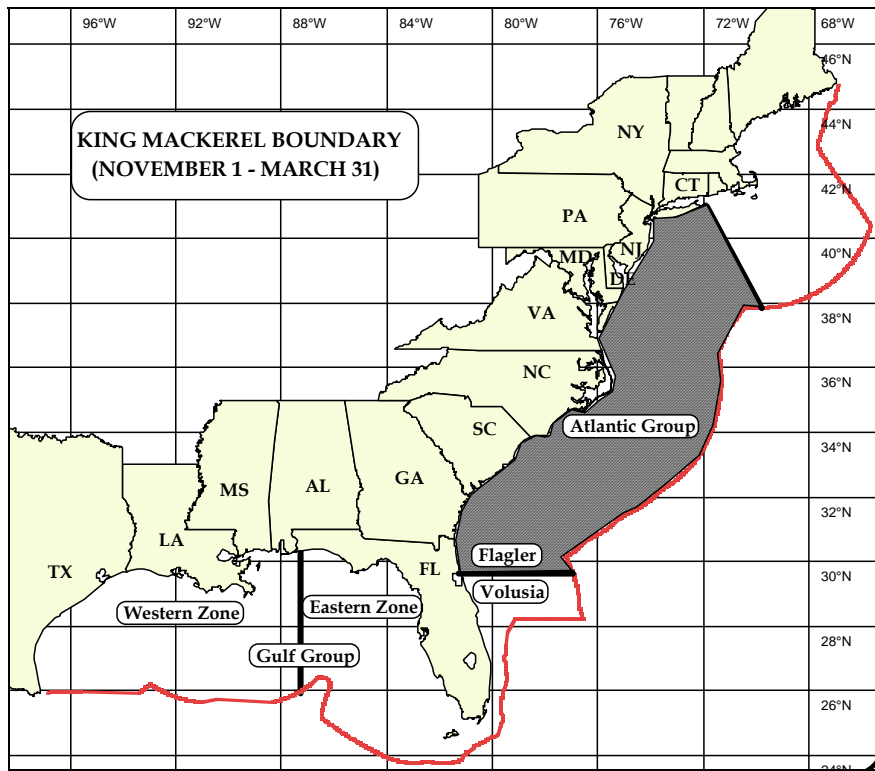 96°W 92°W 88°W 84°W 80°W 76°W 72°W 68°W
46°N
KING MACKEREL BOUNDARY
(NOVEMBER 1 - MARCH 31)
NY
44°N
CT
42°N
PA
NJ
40°N
MD
DE
VA
38°N
NC
36°N
SC
Atlantic Group
34°N
GA
MS
AL
32°N
LA
Flagler
TX
FL
30°N
Volusia
Western Zone
Eastern Zone
28°N
Gulf Group
26°N
24°N